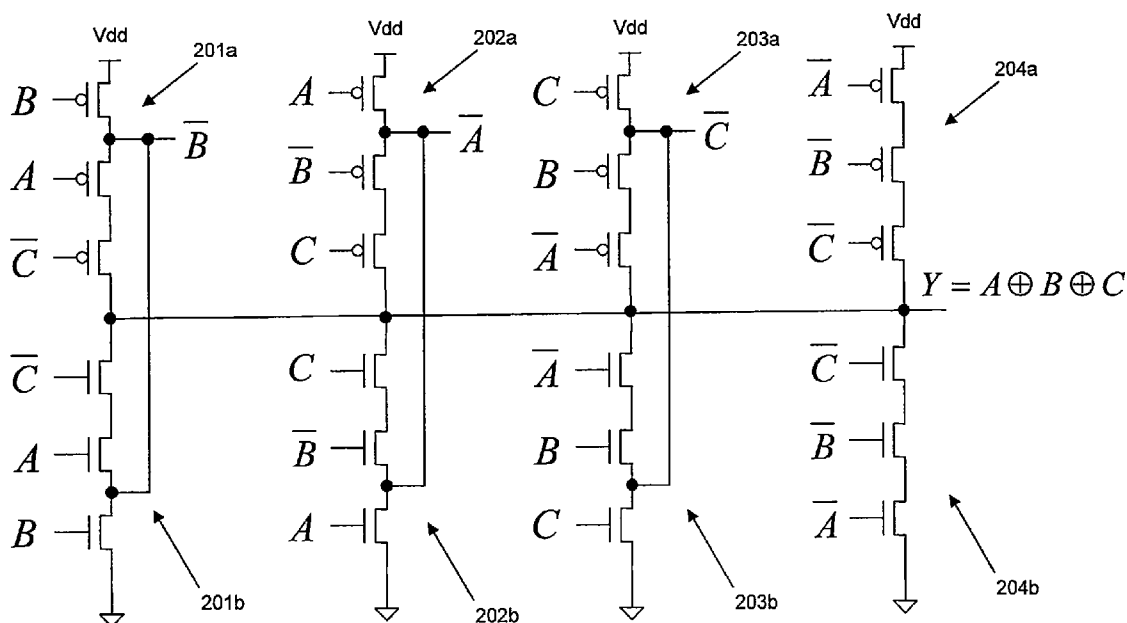 Vdd
Vdd
Vdd
Vdd
201a
202a
203a
204a
B
A
C
A̅
B̅
A̅
C̅
A
B̅
B
B̅
C̅
C
A̅
C̅
Y = A ⊕ B ⊕ C
C̅
C
A̅
C̅
A
B̅
B
B̅
B
A
C
A̅
201b
202b
203b
204b